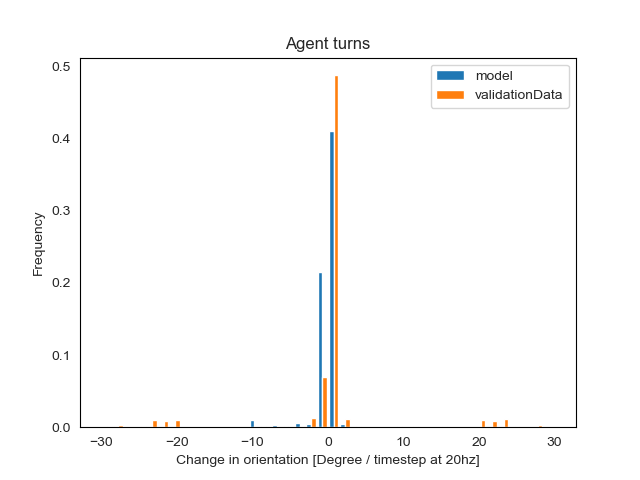 Agent turns
model
validationData
0.5
0.4
0.3
0.2
0.1
0.0
Frequency
−30 −20 −10 0 10 20 30
Change in orientation [Degree / timestep at 20hz]